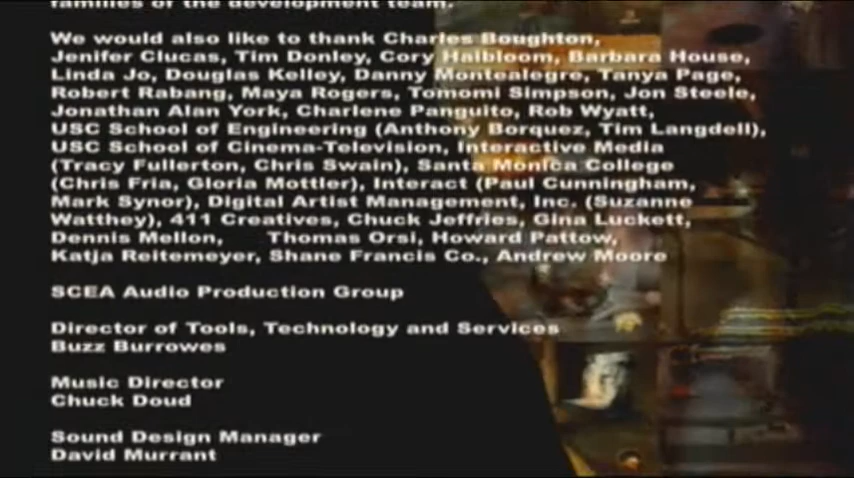 families of the development team.
We would also like to thank Charles Boughton,
Jenifer Clucas, Tim Donley, Cory Halbloom, Barbara House,
Linda Jo, Douglas Kelley, Danny Montealegre, Tanya Page,
Robert Rabang, Maya Rogers, Tomomi Simpson, Jon Steele,
Jonathan Alan York, Charlene Panguito, Rob Wyatt,
USC School of Engineering (Anthony Borquez, Tim Langdell),
USC School of Cinema-Television, Interactive Media
(Tracy Fullerton, Chris Swain), Santa Monica College
(Chris Fria, Gloria Mottler), Interact (Paul Cunningham,
Mark Synor), Digital Artist Management, Inc. (Suzanne
Watthey), 411 Creatives, Chuck Jeffries, Gina Luckett,
Dennis Mellon, Thomas Orsi, Howard Pattow,
Katja Reitemeyer, Shane Francis Co., Andrew Moore
SCEA Audio Production Group
Director of Tools, Technology and Services
Buzz Burrowes
Music Director
Chuck Doud
Sound Design Manager
David Murrant